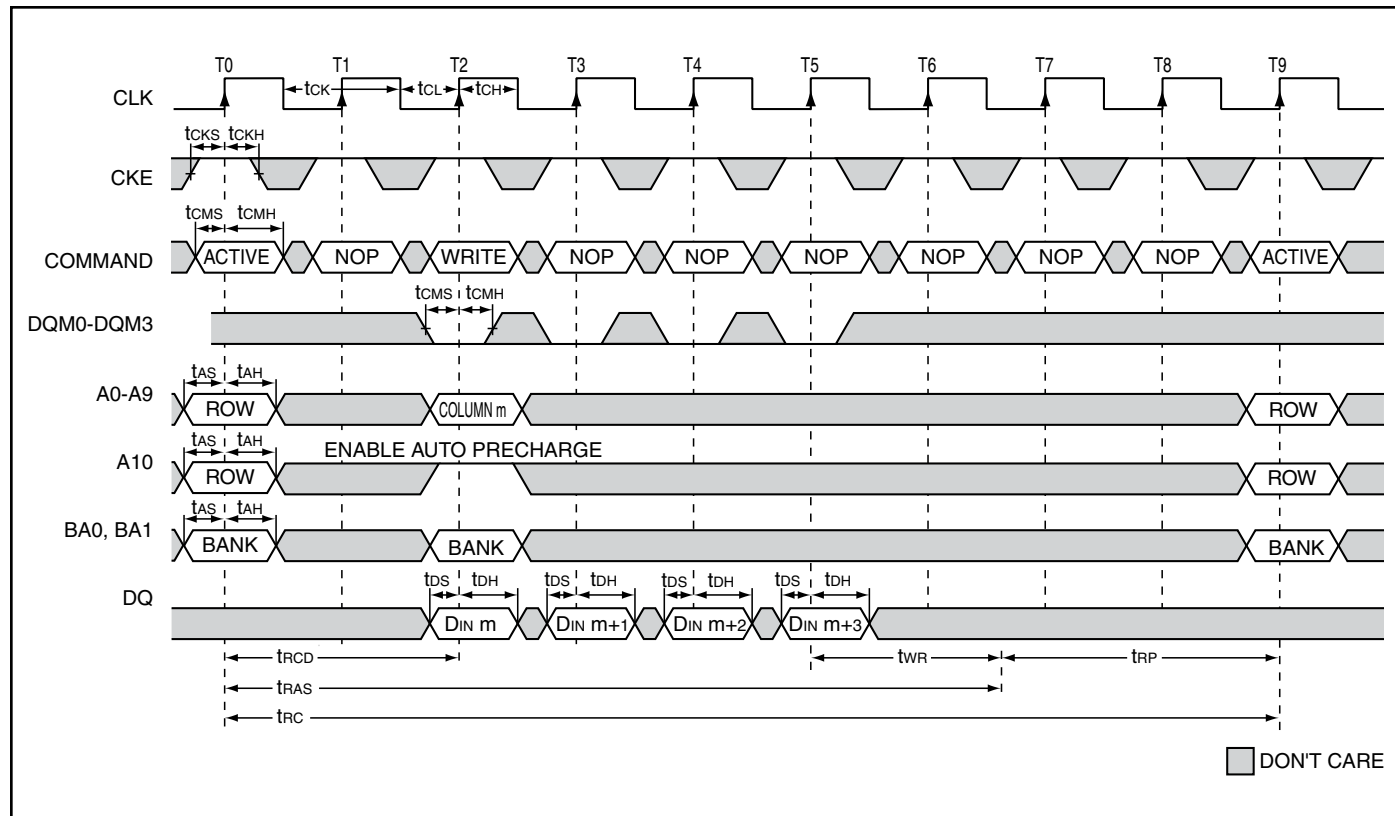 T0 T1 T2 T3 T4 T5 T6 T7 T8 T9
CLK tCK tCL tCH
tCKS tCKH
CKE
tCMS tCMH
COMMAND ACTIVE NOP WRITE NOP NOP NOP NOP NOP NOP ACTIVE
tCMS tCMH
DQM0-DQM3
tAS tAH
A0-A9 ROW COLUMN m ROW
tAS tAH ENABLE AUTO PRECHARGE
A10 ROW ROW
tAS tAH
BA0, BA1 BANK BANK BANK
tDS tDH tDS tDH tDS tDH tDS tDH
DQ DIN m DIN m+1 DIN m+2 DIN m+3
tRCD tWR tRP
tRAS
tRC
DON'T CARE